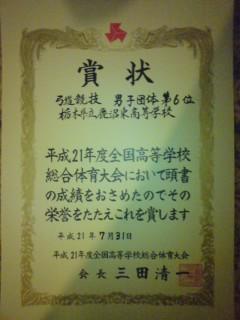 賞状
弓道競技 男子団体 第6位
栃木県立鹿沼東高等学校
平成21年度全国高等学校
総合体育大会において頭書
の成績をおさめたのでその
栄誉をたたえこれを賞します
平成21年7月31日
平成21年度全国高等学校総合体育大会
会長 三田清一